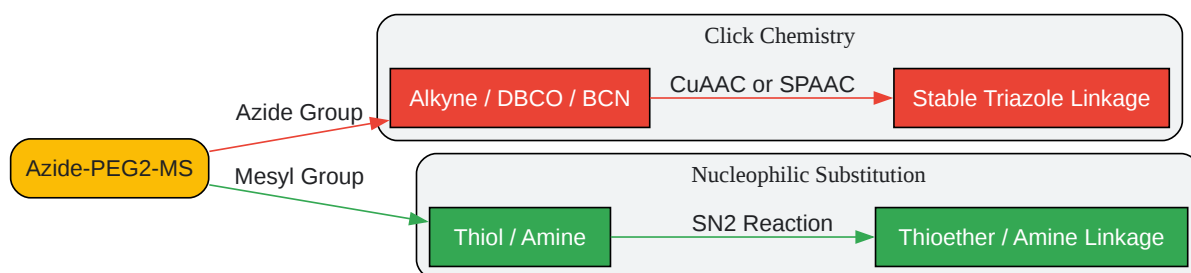 Click Chemistry
Azide Group
Alkyne / DBCO / BCN
CuAAC or SPAAC
Stable Triazole Linkage
Azide-PEG2-MS
Mesyl Group
Nucleophilic Substitution
Thiol / Amine
SN2 Reaction
Thioether / Amine Linkage